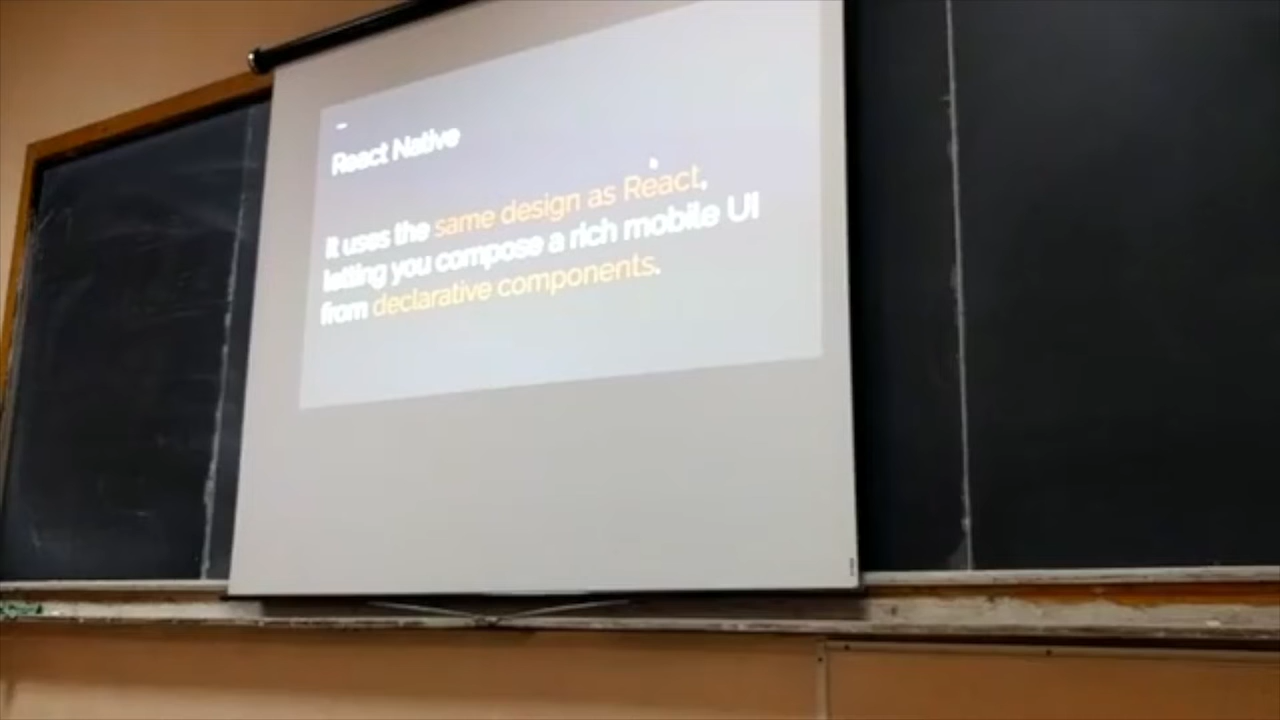 React Native
It uses the same design as React,
letting you compose a rich mobile UI
from declarative components.